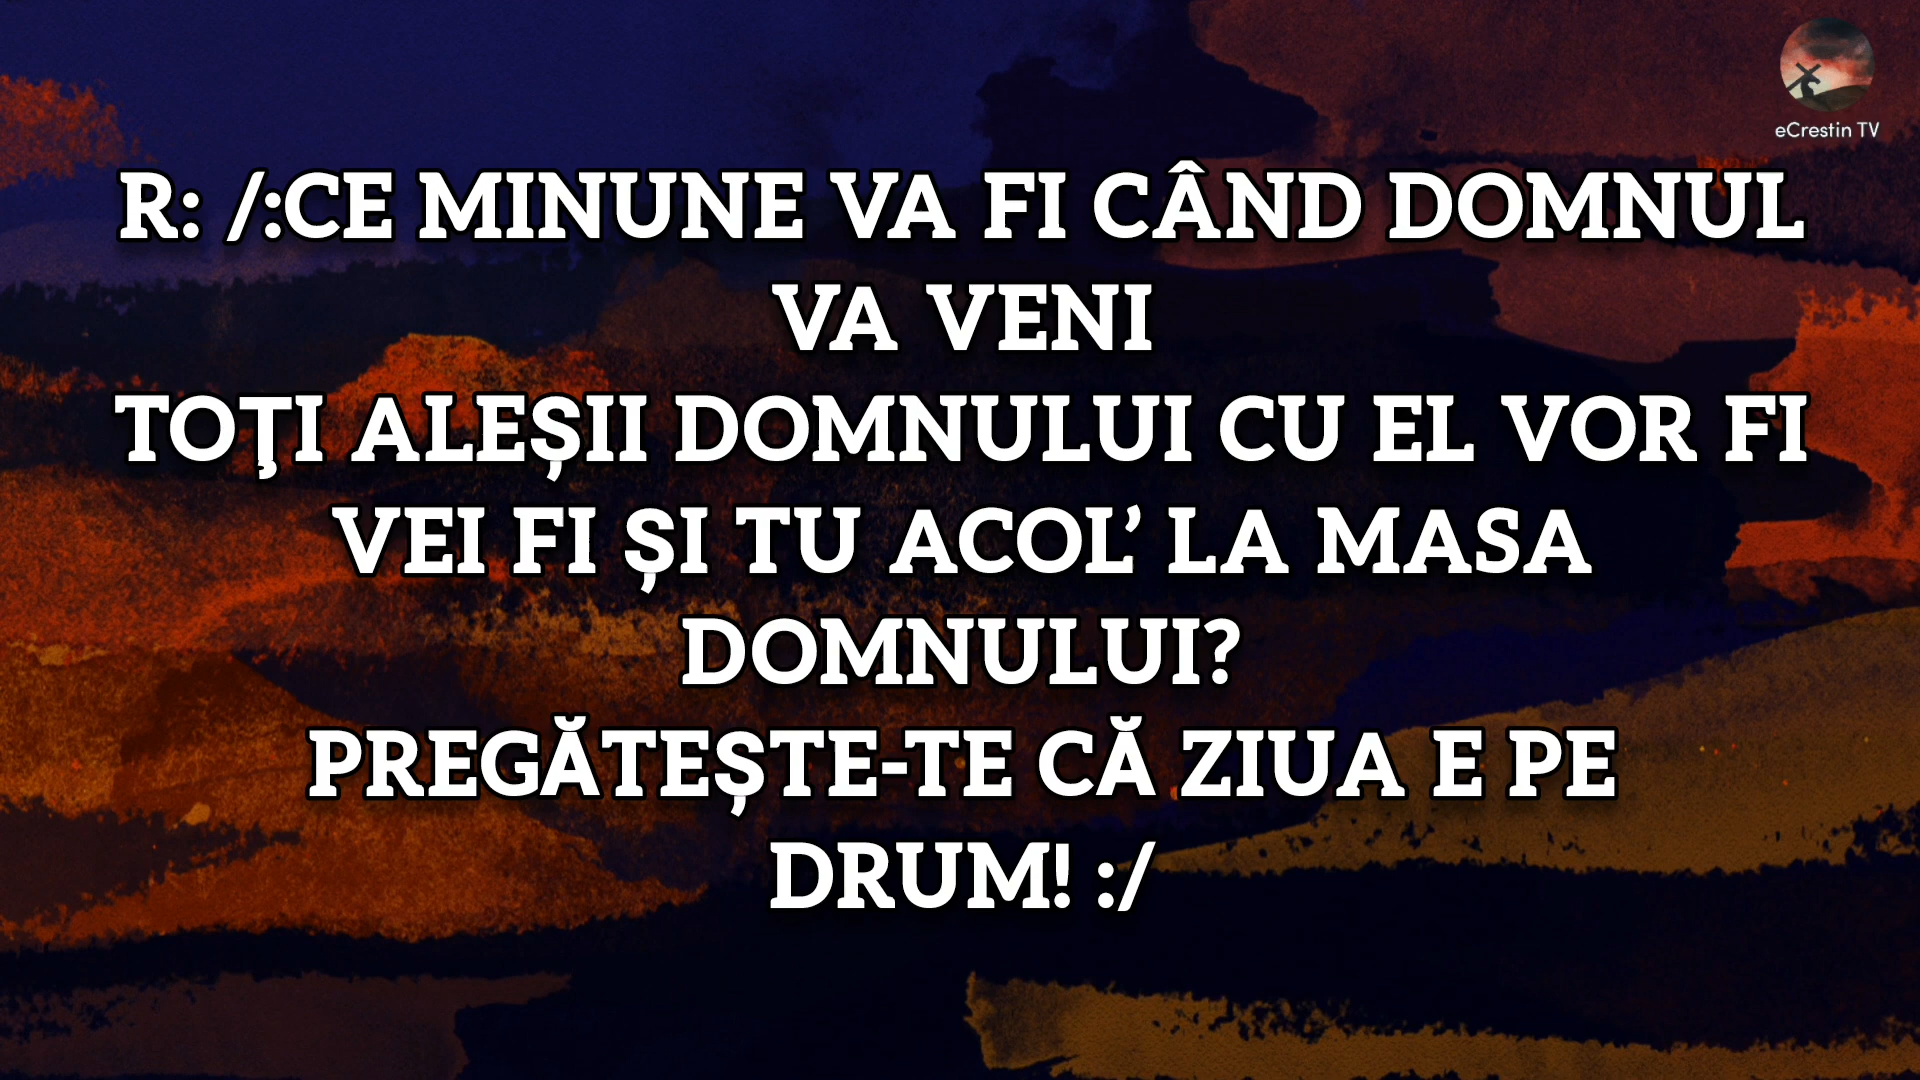 eCrestin TV
R: /:CE MINUNE VA FI CÂND DOMNUL
VA VENI
TOŢI ALEȘII DOMNULUI CU EL VOR FI
VEI FI ȘI TU ACOL’ LA MASA
DOMNULUI?
PREGĂTEȘTE-TE CĂ ZIUA E PE
DRUM! :/